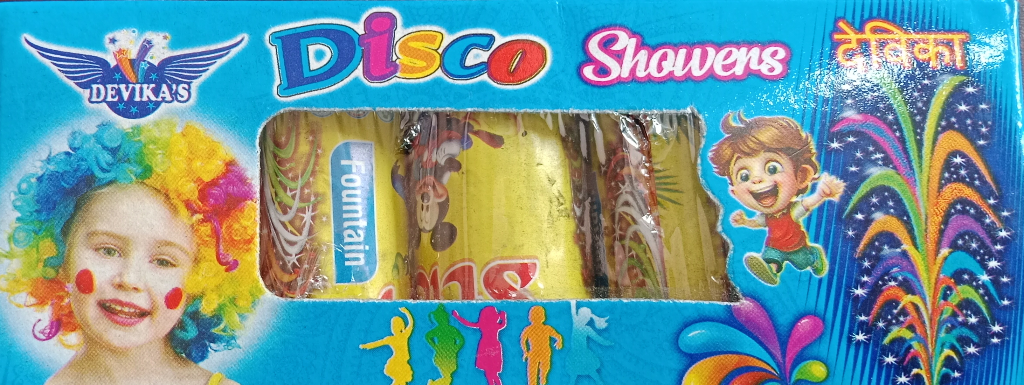 DEVIKA'S
Disco
Showers
देविका
Fountain